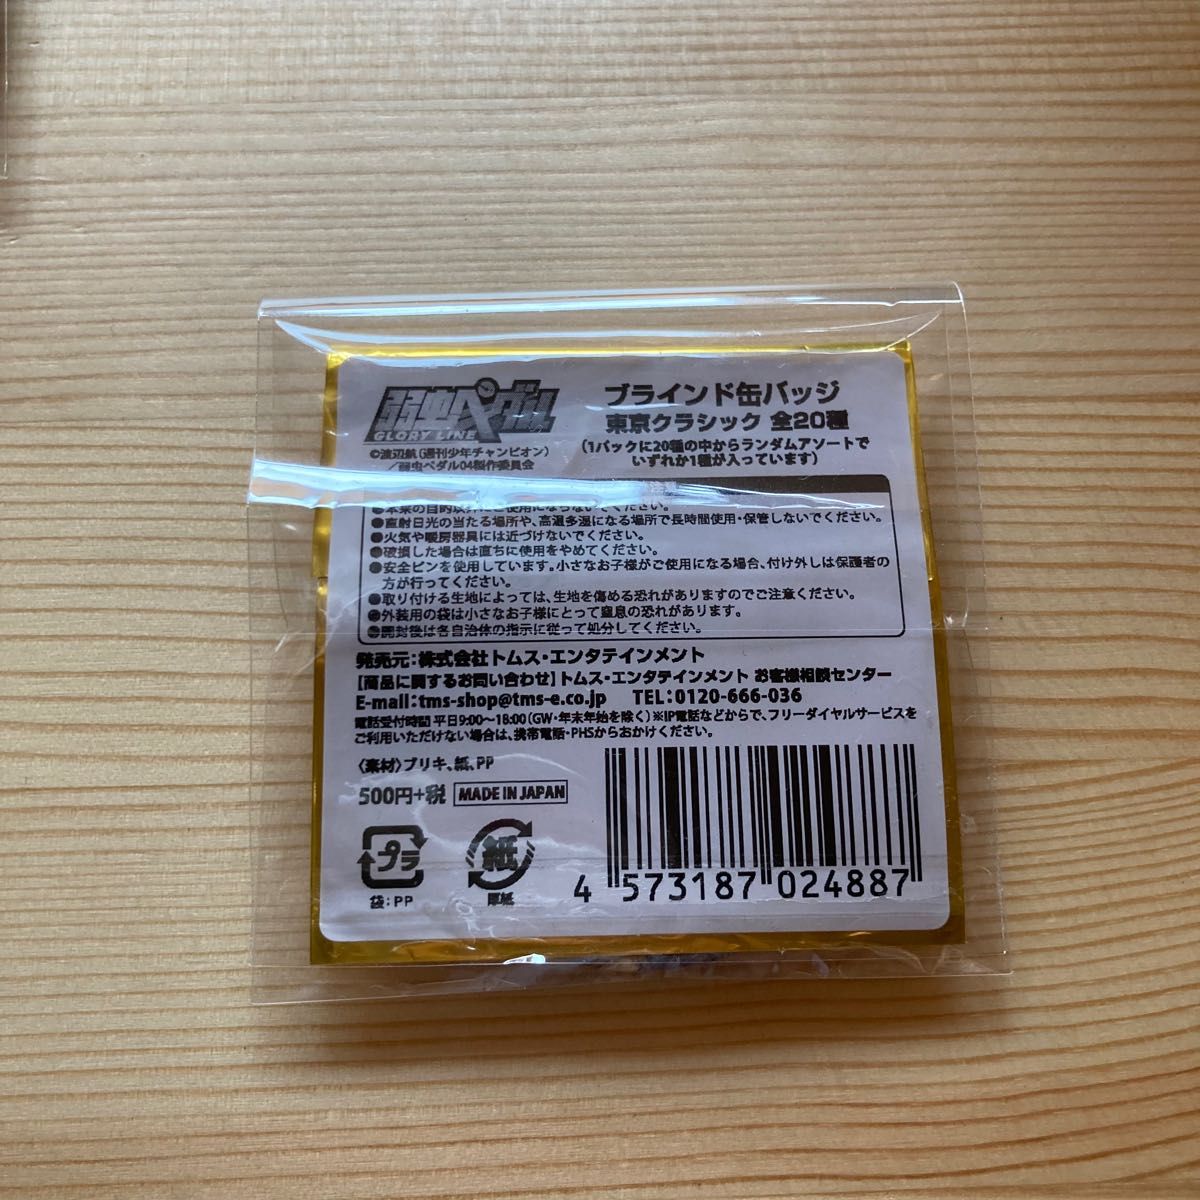 弱虫ペダル
GLORY LINE
©渡辺航(週刊少年チャンピオン)
/弱虫ペダル04製作委員会
ブラインド缶バッジ
東京クラシック 全20種
(1パックに20種の中からランダムアソートで
いずれか1種が入っています)
●本来の目的以外にご使用にならないでください。
●直射日光の当たる場所や、高温多湿になる場所で長時間使用・保管しないでください。
●火気や暖房器具には近づけないでください。
●破損した場合は直ちに使用をやめてください。
●安全ピンを使用しています。小さなお子様がご使用になる場合、付け外しは保護者の
方が行ってください。
●取り付ける生地によっては、生地を傷める恐れがありますのでご注意ください。
●外装用の袋は小さなお子様にとって窒息の恐れがあります。
●開封後は各自治体の指示に従って処分してください。
発売元:株式会社トムス・エンタテインメント
【商品に関するお問い合わせ】トムス・エンタテインメント お客様相談センター
E-mail:tms-shop@tms-e.co.jp TEL:0120-666-036
電話受付時間 平日9:00〜18:00(GW・年末年始を除く)※IP電話などからで、フリーダイヤルサービスを
ご利用いただけない場合は、携帯電話・PHSからおかけください。
〈素材〉ブリキ、紙、PP
500円+税 MADE IN JAPAN
プラ
袋:PP
紙
厚紙
4 573187 024887